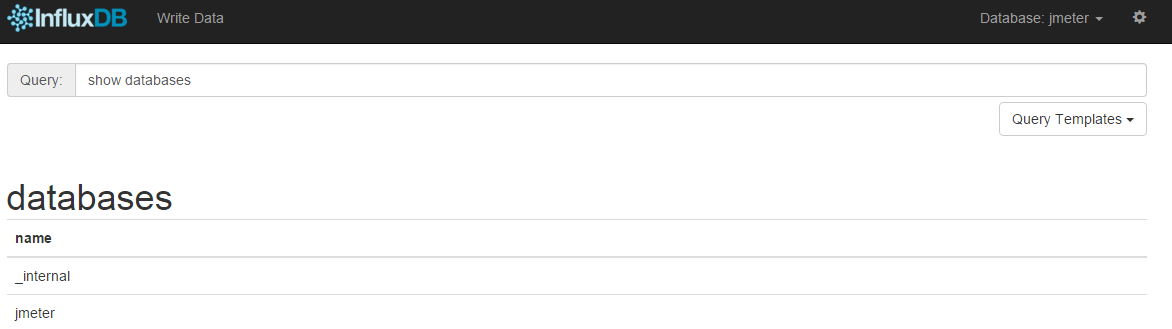 InfluxDB Write Data Database: jmeter
Query: show databases
Query Templates
databases
name
_internal
jmeter